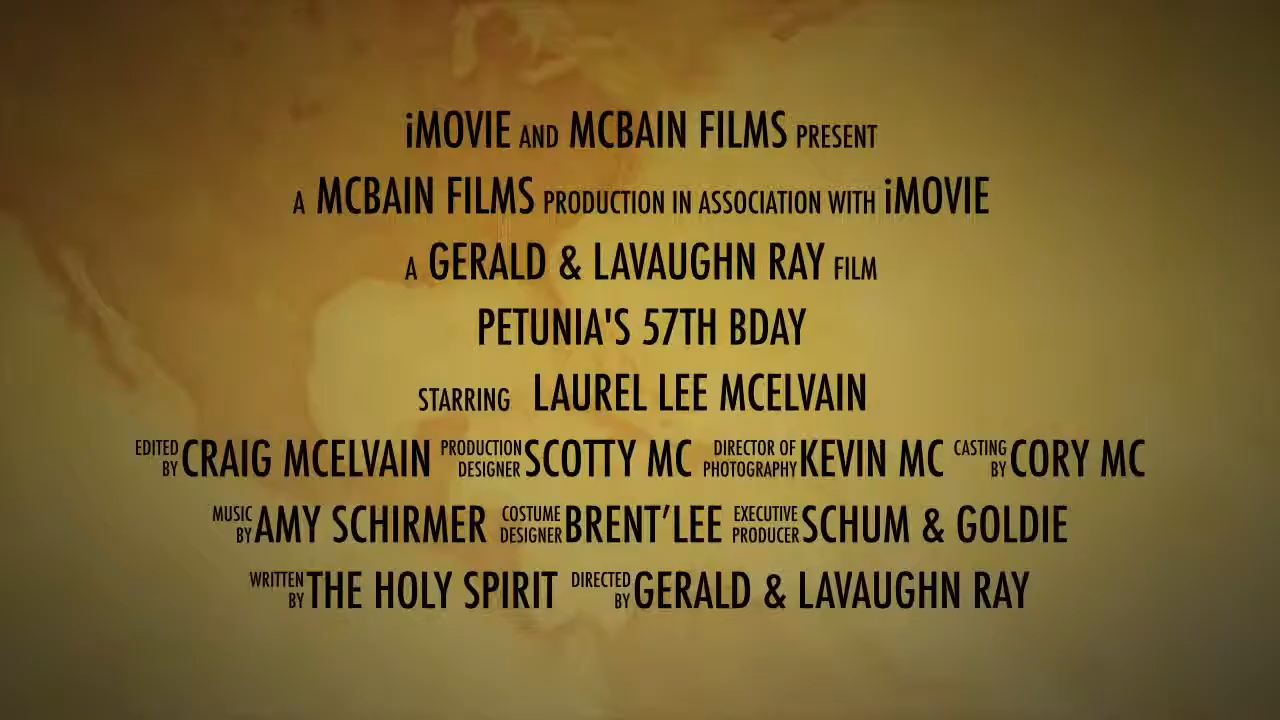 iMOVIE AND MCBAIN FILMS PRESENT
A MCBAIN FILMS PRODUCTION IN ASSOCIATION WITH iMOVIE
A GERALD & LAVAUGHN RAY FILM
PETUNIA'S 57TH BDAY
STARRING LAUREL LEE MCELVAIN
EDITED BY CRAIG MCELVAIN PRODUCTION DESIGNER SCOTTY MC DIRECTOR OF PHOTOGRAPHY KEVIN MC CASTING BY CORY MC
MUSIC BY AMY SCHIRMER COSTUME DESIGNER BRENT’LEE EXECUTIVE PRODUCER SCHUM & GOLDIE
WRITTEN BY THE HOLY SPIRIT DIRECTED BY GERALD & LAVAUGHN RAY